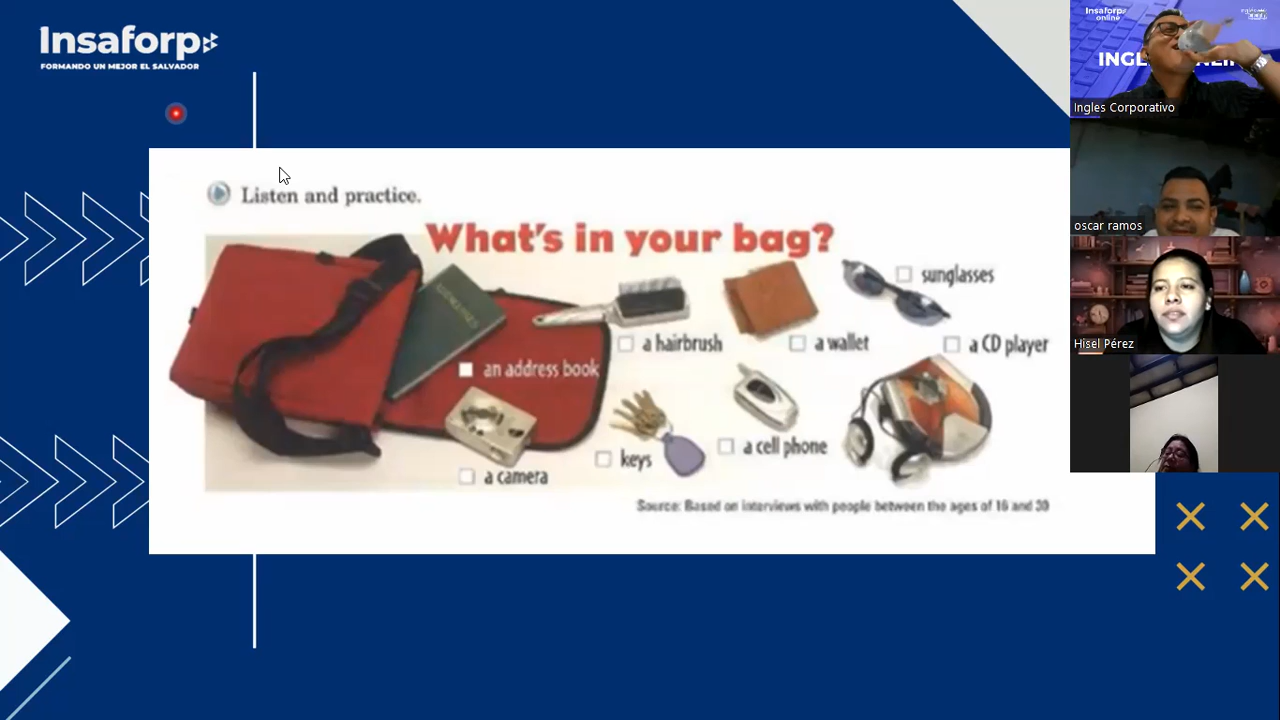 Insaforp
FORMANDO UN MEJOR EL SALVADOR
Listen and practice.
What's in your bag?
sunglasses
a hairbrush
a wallet
a CD player
an address book
keys
a cell phone
a camera
Source: Based on interviews with people between the ages of 16 and 30
Insaforp
online
Ingles Corporativo
oscar ramos
Hisel Pérez